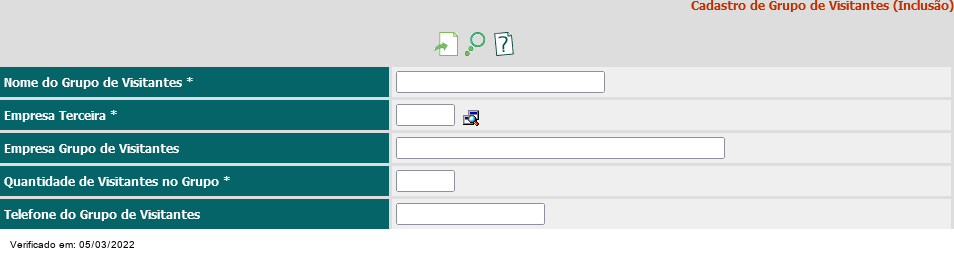 Cadastro de Grupo de Visitantes (Inclusão)
Nome do Grupo de Visitantes *
Empresa Terceira *
Empresa Grupo de Visitantes
Quantidade de Visitantes no Grupo *
Telefone do Grupo de Visitantes
Verificado em: 05/03/2022